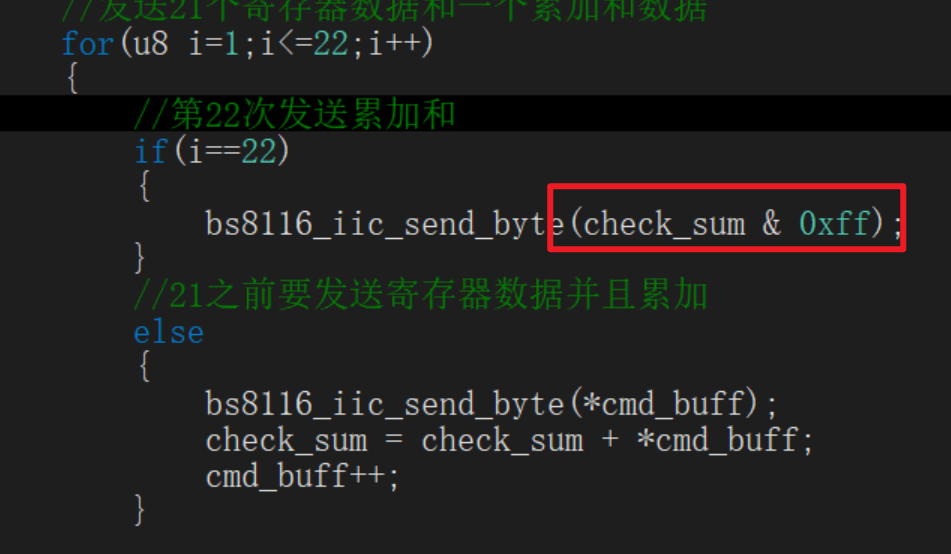 //发送21个寄存器数据和一个累加和数据
for(u8 i=1;i<=22;i++)
{
//第22次发送累加和
if(i==22)
{
bs8116_iic_send_byte(check_sum & 0xff);
}
//21之前要发送寄存器数据并且累加
else
{
bs8116_iic_send_byte(*cmd_buff);
check_sum = check_sum + *cmd_buff;
cmd_buff++;
}